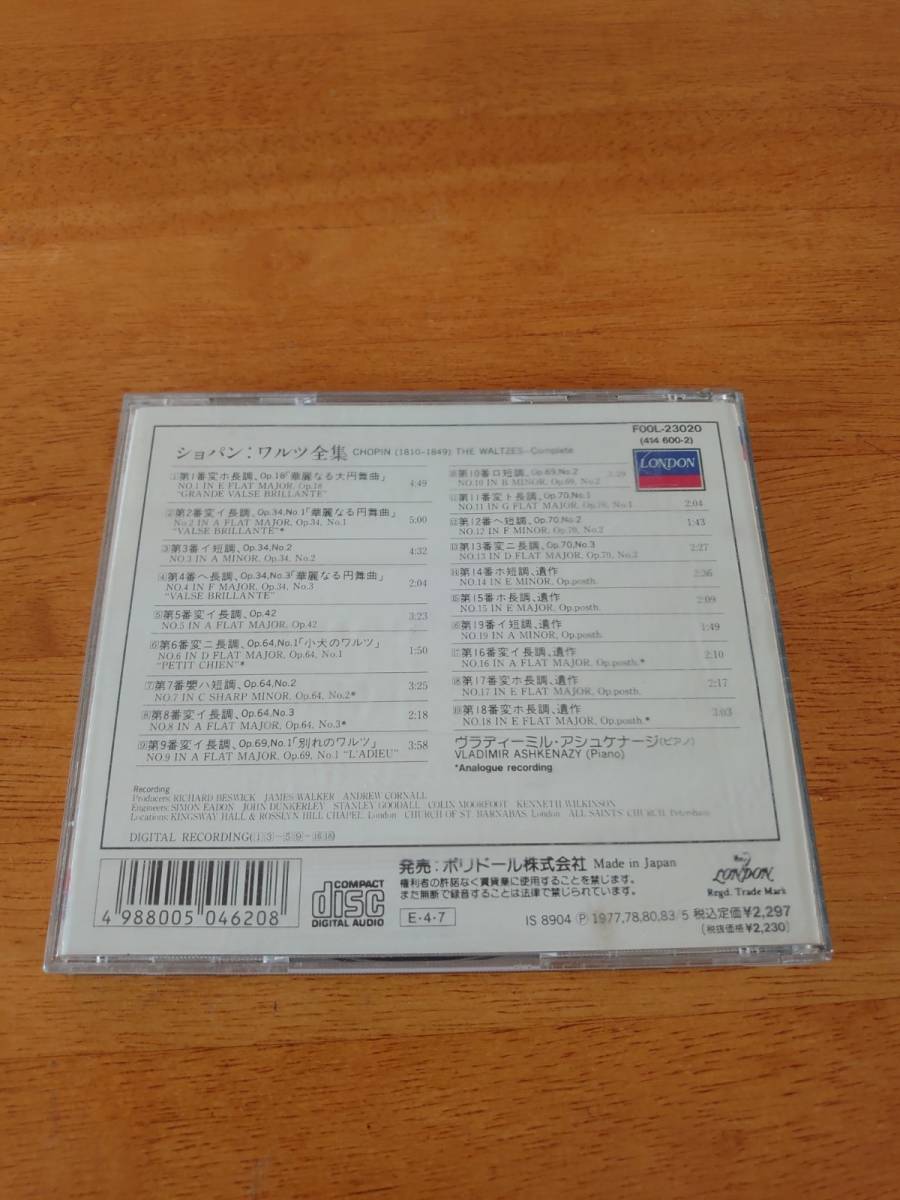 F00L-23020
(414 600-2)
LONDON
ショパン:ワルツ全集 CHOPIN (1810-1849) THE WALTZES-Complete
①第1番変ホ長調、Op.18「華麗なる大円舞曲」
NO.1 IN E FLAT MAJOR, Op.18 4:49
"GRANDE VALSE BRILLANTE"
②第2番変イ長調、Op.34,No.1「華麗なる円舞曲」
No.2 IN A FLAT MAJOR, Op.34, No.1 5:00
"VALSE BRILLANTE"*
③第3番イ短調、Op.34,No.2 4:32
NO.3 IN A MINOR, Op.34, No.2
④第4番ヘ長調、Op.34,No.3「華麗なる円舞曲」
NO.4 IN F MAJOR, Op.34, No.3 2:04
"VALSE BRILLANTE"
⑤第5番変イ長調、Op.42 3:23
NO.5 IN A FLAT MAJOR, Op.42
⑥第6番変ニ長調、Op.64,No.1「小犬のワルツ」
NO.6 IN D FLAT MAJOR, Op.64, No.1 1:50
"PETIT CHIEN"*
⑦第7番嬰ハ短調、Op.64,No.2 3:25
NO.7 IN C SHARP MINOR, Op.64, No.2*
⑧第8番変イ長調、Op.64,No.3 2:18
NO.8 IN A FLAT MAJOR, Op.64, No.3*
⑨第9番変イ長調、Op.69,No.1「別れのワルツ」 3:58
NO.9 IN A FLAT MAJOR, Op.69, No.1 "L'ADIEU"
⑩第10番ロ短調、Op.69,No.2
NO.10 IN B MINOR, Op.69, No.2
⑪第11番変ト長調、Op.70,No.1 2:04
NO.11 IN G FLAT MAJOR, Op.70, No.1
⑫第12番ヘ短調、Op.70,No.2 1:43
NO.12 IN F MINOR, Op.70, No.2
⑬第13番変ニ長調、Op.70,No.3 2:27
NO.13 IN D FLAT MAJOR, Op.70, No.2
⑭第14番ホ短調、遺作
NO.14 IN E MINOR, Op.posth.
⑮第15番ホ長調、遺作 2:09
NO.15 IN E MAJOR, Op.posth.
⑯第19番イ短調、遺作 1:49
NO.19 IN A MINOR, Op.posth.
⑰第16番変イ長調、遺作 2:10
NO.16 IN A FLAT MAJOR, Op.posth.*
⑱第17番変ホ長調、遺作 2:17
NO.17 IN E FLAT MAJOR, Op.posth.
⑲第18番変ホ長調、遺作 3:03
NO.18 IN E FLAT MAJOR, Op.posth.*
ヴラディーミル・アシュケナージ(ピアノ)
VLADIMIR ASHKENAZY (Piano)
*Analogue recording
Recording
Producers: RICHARD BESWICK JAMES WALKER ANDREW CORNALL
Engineers: SIMON EADON JOHN DUNKERLEY STANLEY GOODALL COLIN MOORFOOT KENNETH WILKINSON
Locations: KINGSWAY HALL & ROSSLYN HILL CHAPEL, London CHURCH OF ST. BARNABAS, London ALL SAINTS CHURCH, Petersham
DIGITAL RECORDING(①③-⑤⑨-⑯⑱)
4 988005 046208
COMPACT
disc
DIGITAL AUDIO
発売:ポリドール株式会社 Made in Japan
権利者の許諾なく賃貸業に使用することを禁じます。
また無断で録音することは法律で禁じられています。
E・4・7
IS 8904 Ⓟ 1977,78,80,83
5 税込定価¥2,297
(税抜価格¥2,230)
LONDON
Regd. Trade Mark